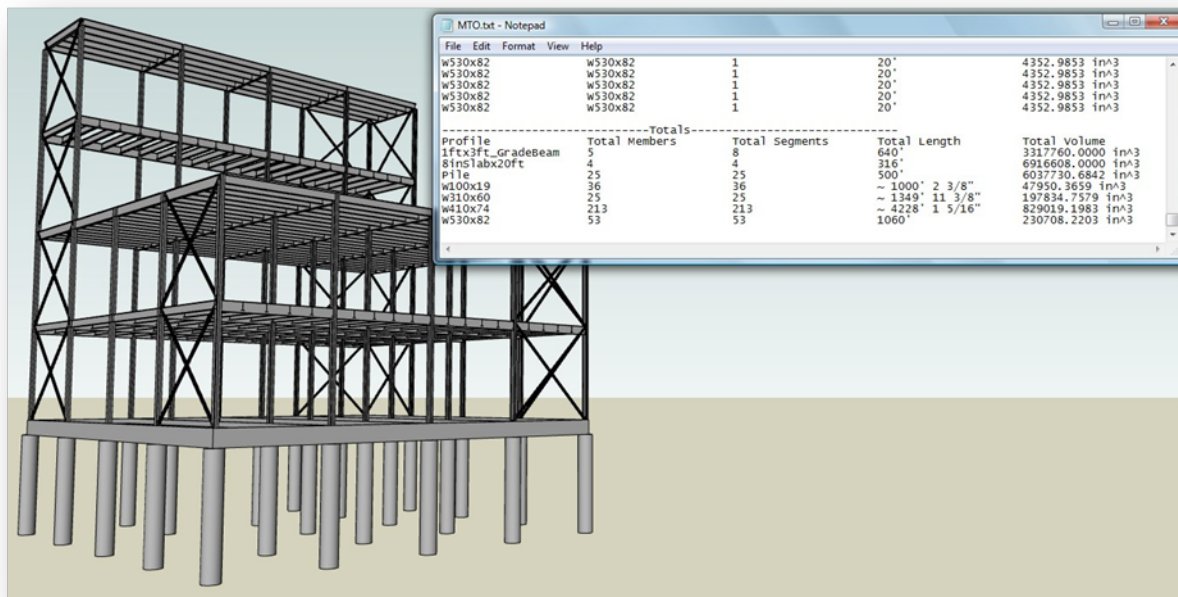 MTO.txt - Notepad
File Edit Format View Help
W530x82 W530x82 1 20' 4352.9853 in^3
W530x82 W530x82 1 20' 4352.9853 in^3
W530x82 W530x82 1 20' 4352.9853 in^3
W530x82 W530x82 1 20' 4352.9853 in^3
W530x82 W530x82 1 20' 4352.9853 in^3
-----------------------------Totals---------------------------
Profile Total Members Total Segments Total Length Total Volume
1ftx3ft_GradeBeam 5 8 640' 3317760.0000 in^3
8inSlabx20ft 4 4 316' 6916608.0000 in^3
Pile 25 25 500' 6037730.6842 in^3
W100x19 36 36 ~ 1000' 2 3/8" 47950.3659 in^3
W310x60 25 25 ~ 1349' 11 3/8" 197834.7579 in^3
W410x74 213 213 ~ 4228' 1 5/16" 829019.1983 in^3
W530x82 53 53 1060' 230708.2203 in^3